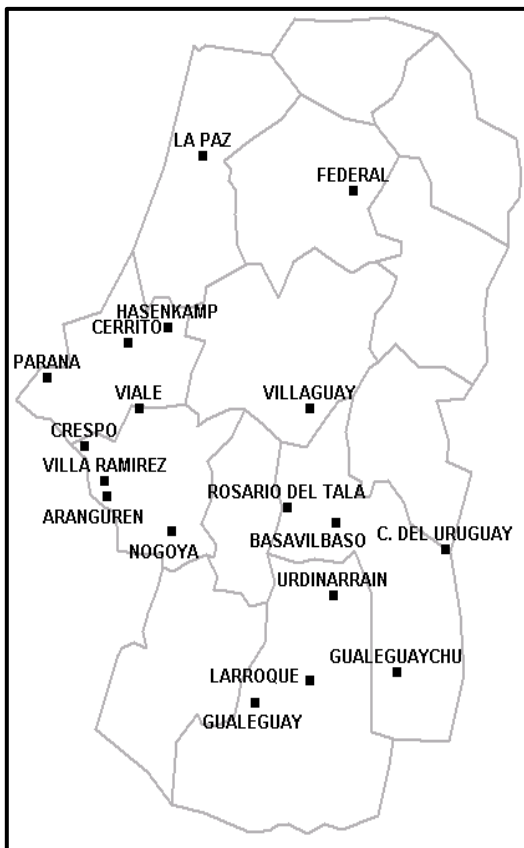 LA PAZ
FEDERAL
HASENKAMP
CERRITO
PARANA
VIALE
VILLAGUAY
CRESPO
VILLA RAMIREZ
ROSARIO DEL TALA
ARANGUREN
BASAVILBASO
C. DEL URUGUAY
NOGOYA
URDINARRAIN
GUALEGUAYCHU
LARROQUE
GUALEGUAY